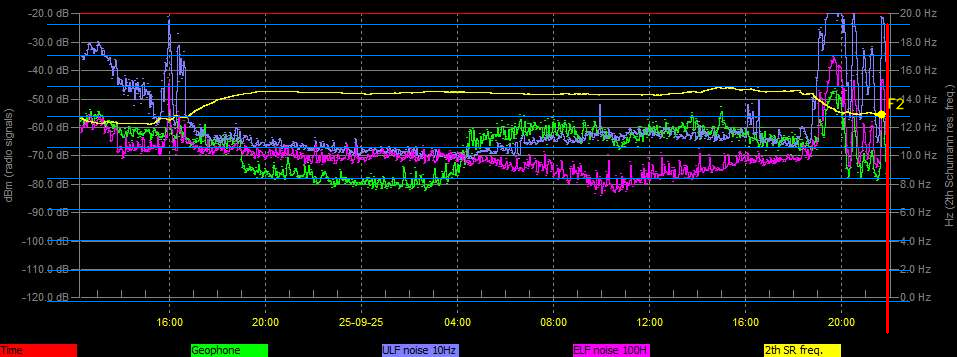 -20.0 dB 20.0 Hz
-30.0 dB 18.0 Hz
-40.0 dB 16.0 Hz
-50.0 dB 14.0 Hz
F2
-60.0 dB 12.0 Hz
-70.0 dB 10.0 Hz
-80.0 dB 8.0 Hz
-90.0 dB 6.0 Hz
-100.0 dB 4.0 Hz
-110.0 dB 2.0 Hz
-120.0 dB 0.0 Hz
dBm (radio signals)
Hz (2th Schumann res. freq.)
16:00 20:00 25-09-25 04:00 08:00 12:00 16:00 20:00
Time Geophone ULF noise 10Hz ELF noise 100H 2th SR freq.